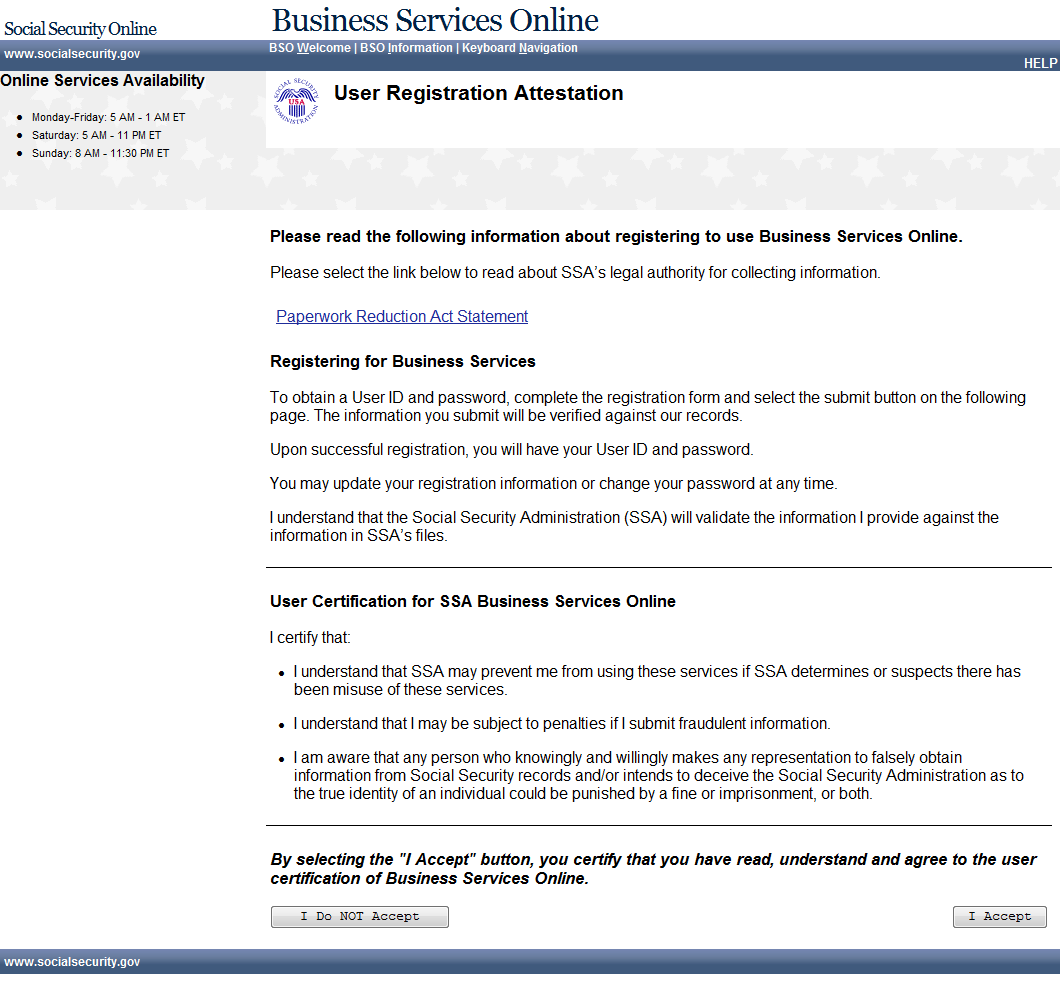 Social Security Online
Business Services Online
www.socialsecurity.gov
BSO Welcome | BSO Information | Keyboard Navigation
HELP
Online Services Availability
• Monday-Friday: 5 AM - 1 AM ET
• Saturday: 5 AM - 11 PM ET
• Sunday: 8 AM - 11:30 PM ET
SOCIAL SECURITY ADMINISTRATION
USA
User Registration Attestation
Please read the following information about registering to use Business Services Online.
Please select the link below to read about SSA's legal authority for collecting information.
Paperwork Reduction Act Statement
Registering for Business Services
To obtain a User ID and password, complete the registration form and select the submit button on the following
page. The information you submit will be verified against our records.
Upon successful registration, you will have your User ID and password.
You may update your registration information or change your password at any time.
I understand that the Social Security Administration (SSA) will validate the information I provide against the
information in SSA's files.
User Certification for SSA Business Services Online
I certify that:
• I understand that SSA may prevent me from using these services if SSA determines or suspects there has
been misuse of these services.
• I understand that I may be subject to penalties if I submit fraudulent information.
• I am aware that any person who knowingly and willingly makes any representation to falsely obtain
information from Social Security records and/or intends to deceive the Social Security Administration as to
the true identity of an individual could be punished by a fine or imprisonment, or both.
By selecting the "I Accept" button, you certify that you have read, understand and agree to the user
certification of Business Services Online.
I Do NOT Accept
I Accept
www.socialsecurity.gov